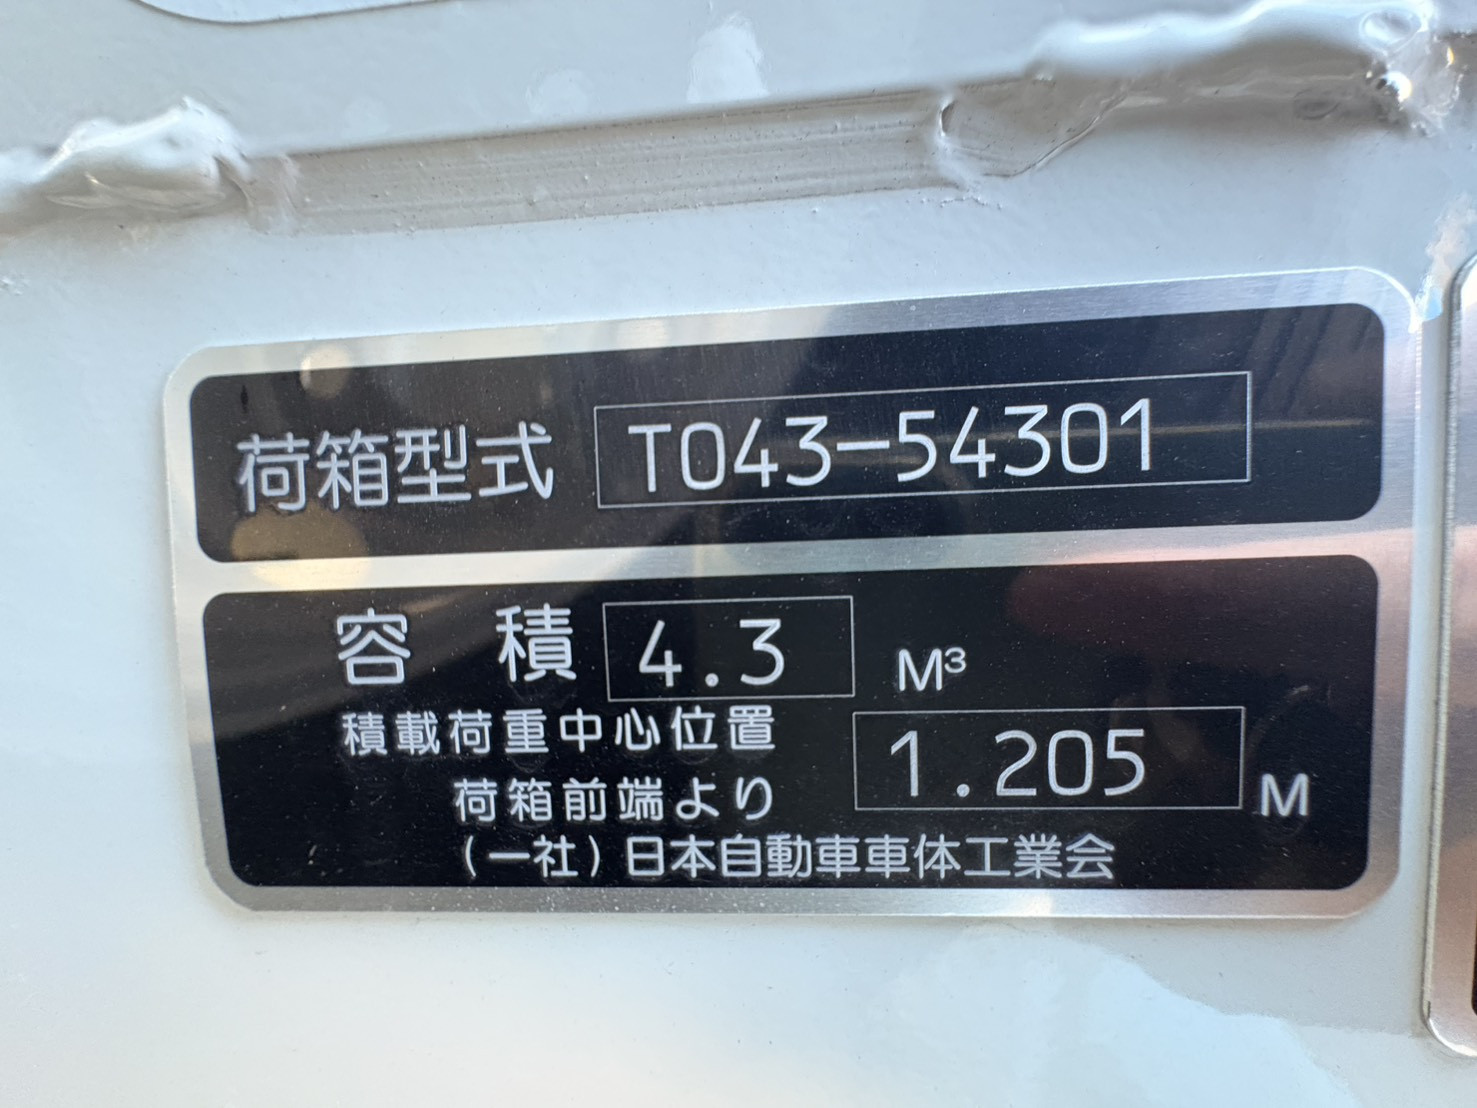 荷箱型式 T043-54301
容積 4.3 M³
積載荷重中心位置
荷箱前端より 1.205 M
(一社)日本自動車車体工業会